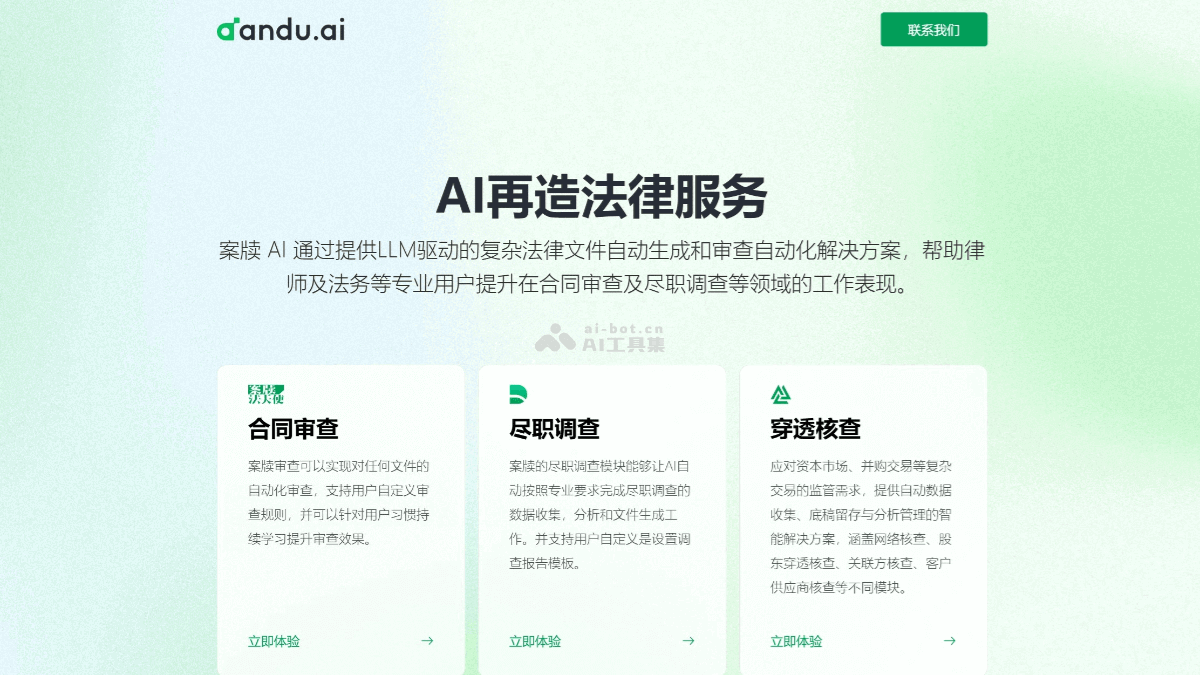 andu.ai
联系我们
AI再造法律服务
案牍 AI 通过提供LLM驱动的复杂法律文件自动生成和审查自动化解决方案，帮助律
师及法务等专业用户提升在合同审查及尽职调查等领域的工作表现。
ai-bot.cn
AI工具集
案牍
法天使
合同审查
案牍审查可以实现对任何文件的
自动化审查，支持用户自定义审
查规则，并可以针对用户习惯持
续学习提升审查效果。
立即体验 →
尽职调查
案牍的尽职调查模块能够让AI自
动按照专业要求完成尽职调查的
数据收集，分析和文件生成工
作。并支持用户自定义是设置调
查报告模板。
立即体验 →
穿透核查
应对资本市场、并购交易等复杂
交易的监管需求，提供自动数据
收集、底稿留存与分析管理的智
能解决方案，涵盖网络核查、股
东穿透核查、关联方核查、客户
供应商核查等不同模块。
立即体验 →